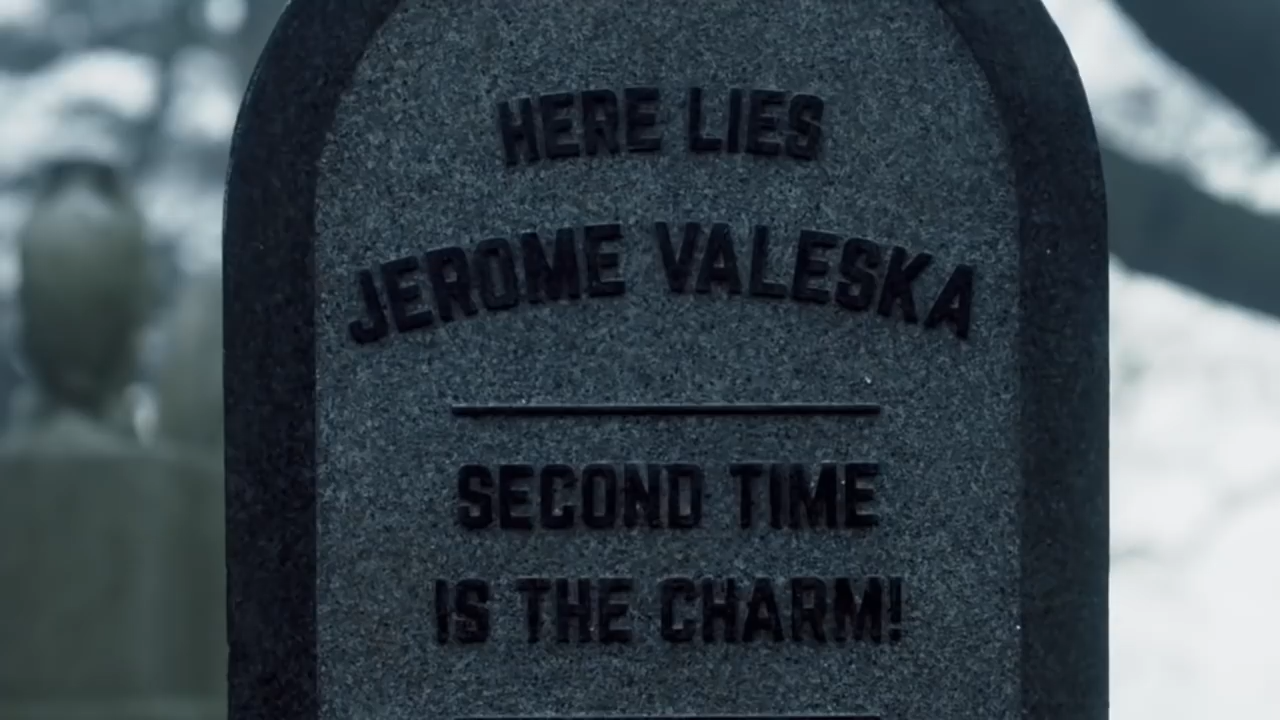 HERE LIES
JEROME VALESKA
SECOND TIME
IS THE CHARM!